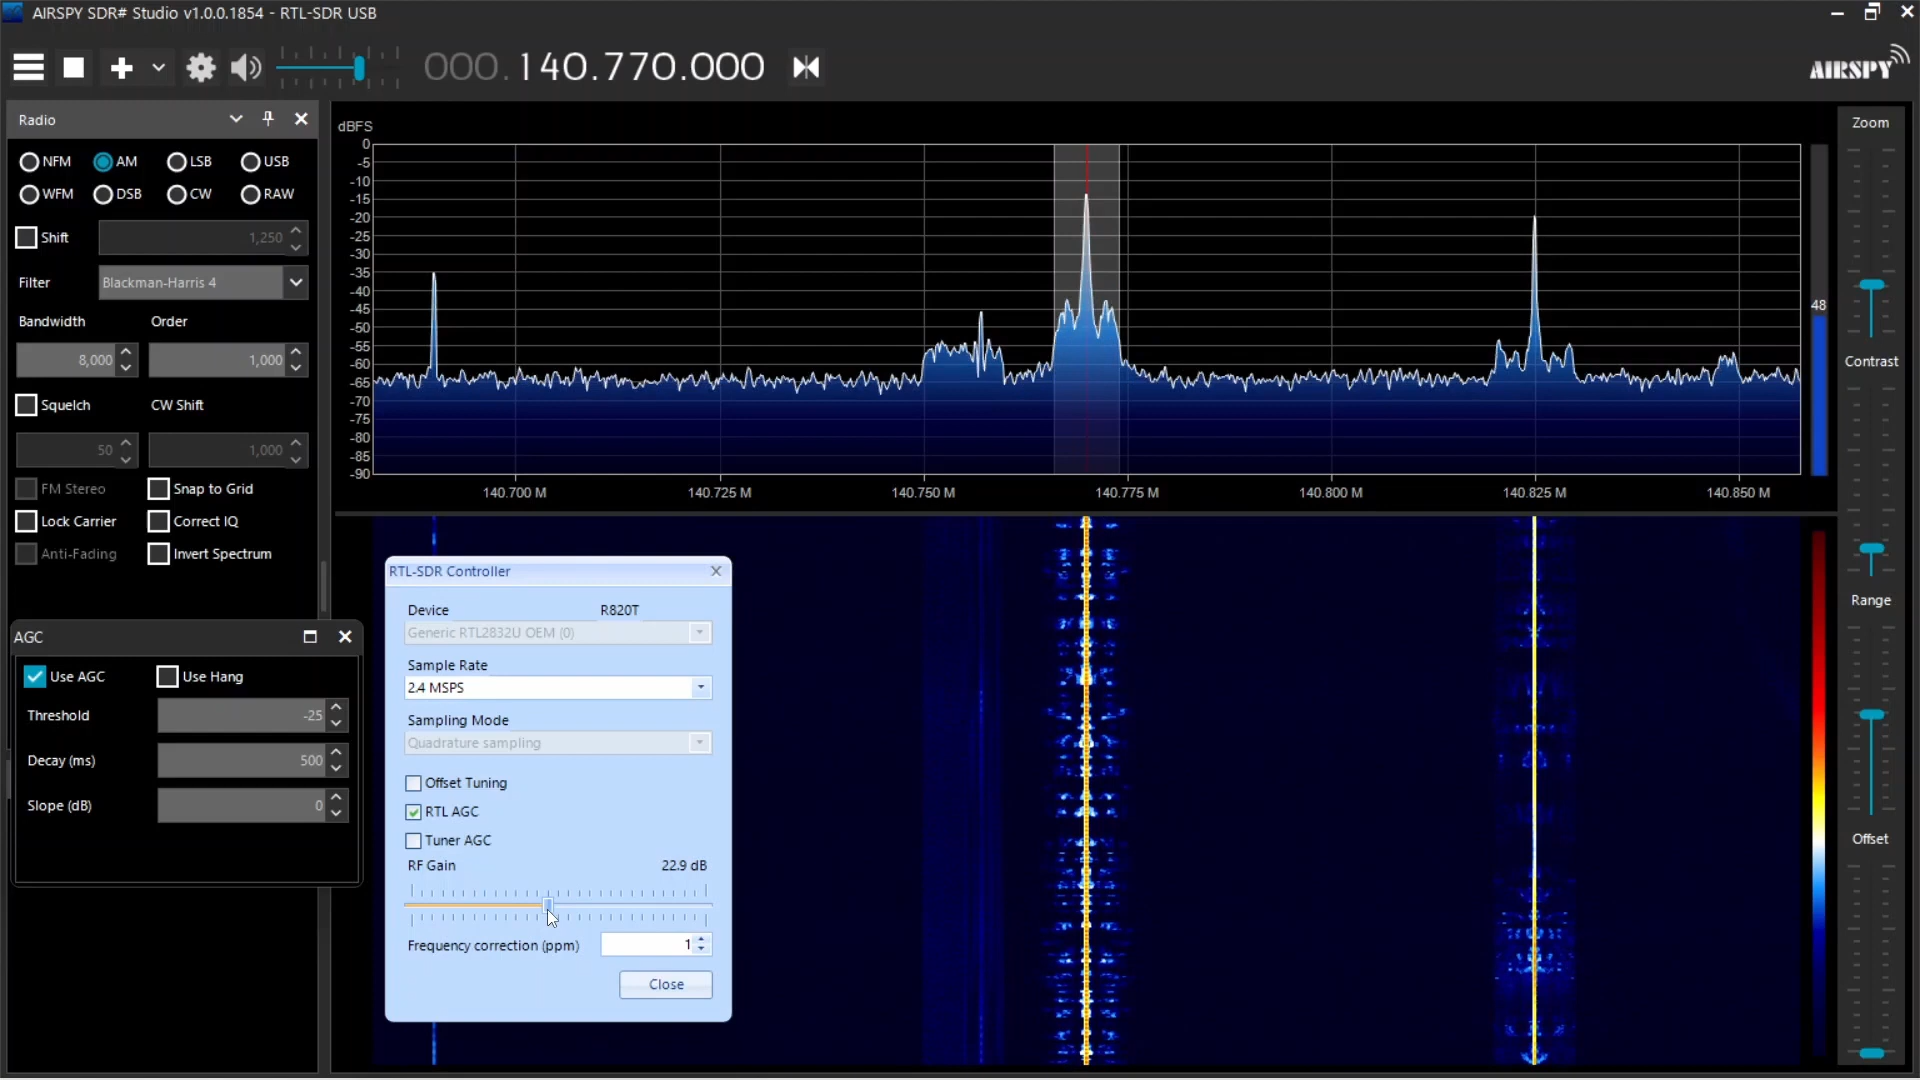 AIRSPY SDR# Studio v1.0.0.1854 - RTL-SDR USB
000.140.770.000
AIRSPY
Radio
NFM AM LSB USB
WFM DSB CW RAW
Shift 1,250
Filter Blackman-Harris 4
Bandwidth Order
8,000 1,000
Squelch CW Shift
50 1,000
FM Stereo Snap to Grid
Lock Carrier Correct IQ
Anti-Fading Invert Spectrum
AGC
Use AGC Use Hang
Threshold -25
Decay (ms) 500
Slope (dB) 0
dBFS
0
-5
-10
-15
-20
-25
-30
-35
-40
-45
-50
-55
-60
-65
-70
-75
-80
-85
-90
140.700 M 140.725 M 140.750 M 140.775 M 140.800 M 140.825 M 140.850 M
48
RTL-SDR Controller
Device R820T
Generic RTL2832U OEM (0)
Sample Rate
2.4 MSPS
Sampling Mode
Quadrature sampling
Offset Tuning
RTL AGC
Tuner AGC
RF Gain 22.9 dB
Frequency correction (ppm) 1
Close
Zoom
Contrast
Range
Offset